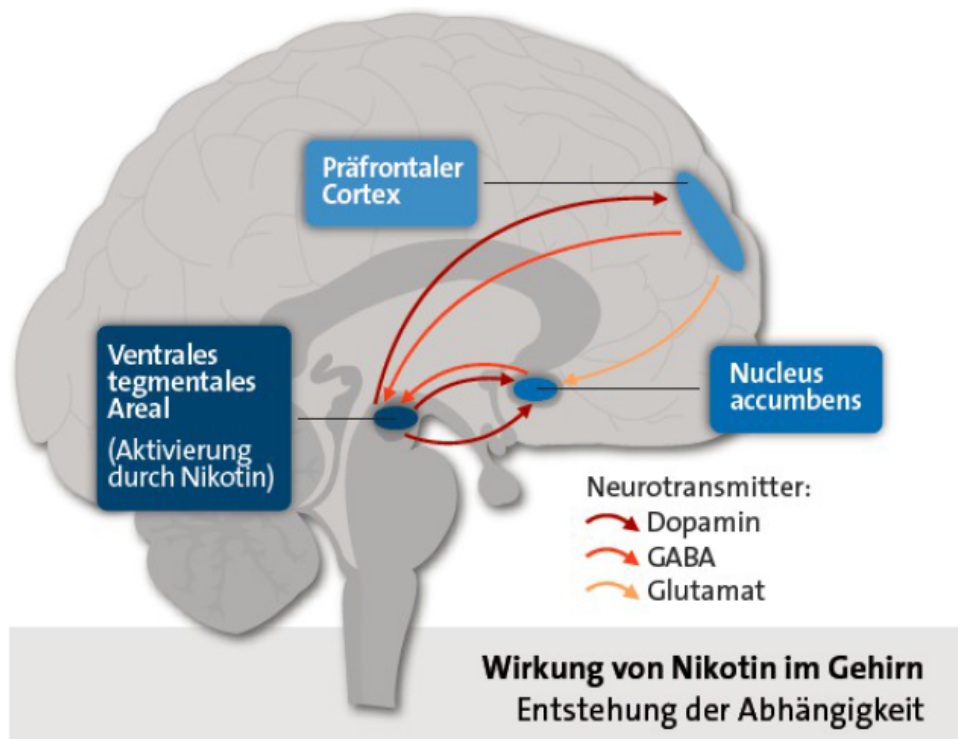 Präfrontaler
Cortex
Ventrales
tegmentales
Areal
(Aktivierung
durch Nikotin)
Nucleus
accumbens
Neurotransmitter:
Dopamin
GABA
Glutamat
Wirkung von Nikotin im Gehirn
Entstehung der Abhängigkeit